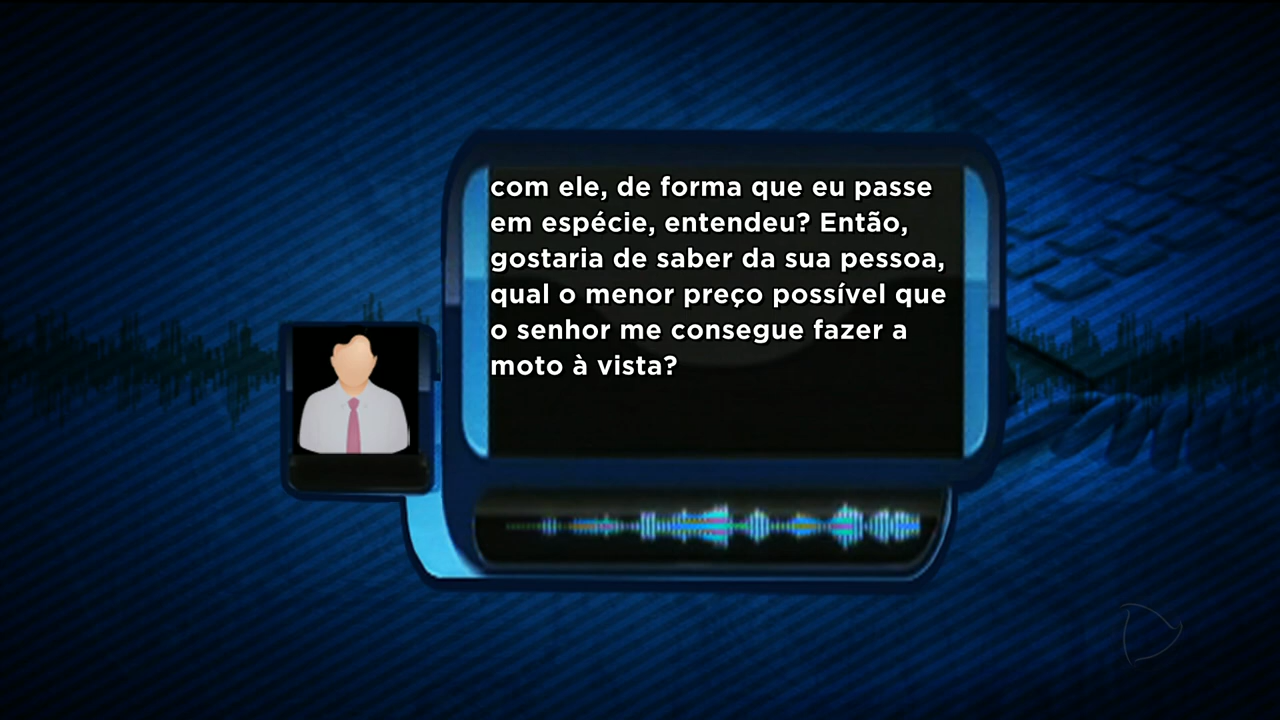 com ele, de forma que eu passe
em espécie, entendeu? Então,
gostaria de saber da sua pessoa,
qual o menor preço possível que
o senhor me consegue fazer a
moto à vista?